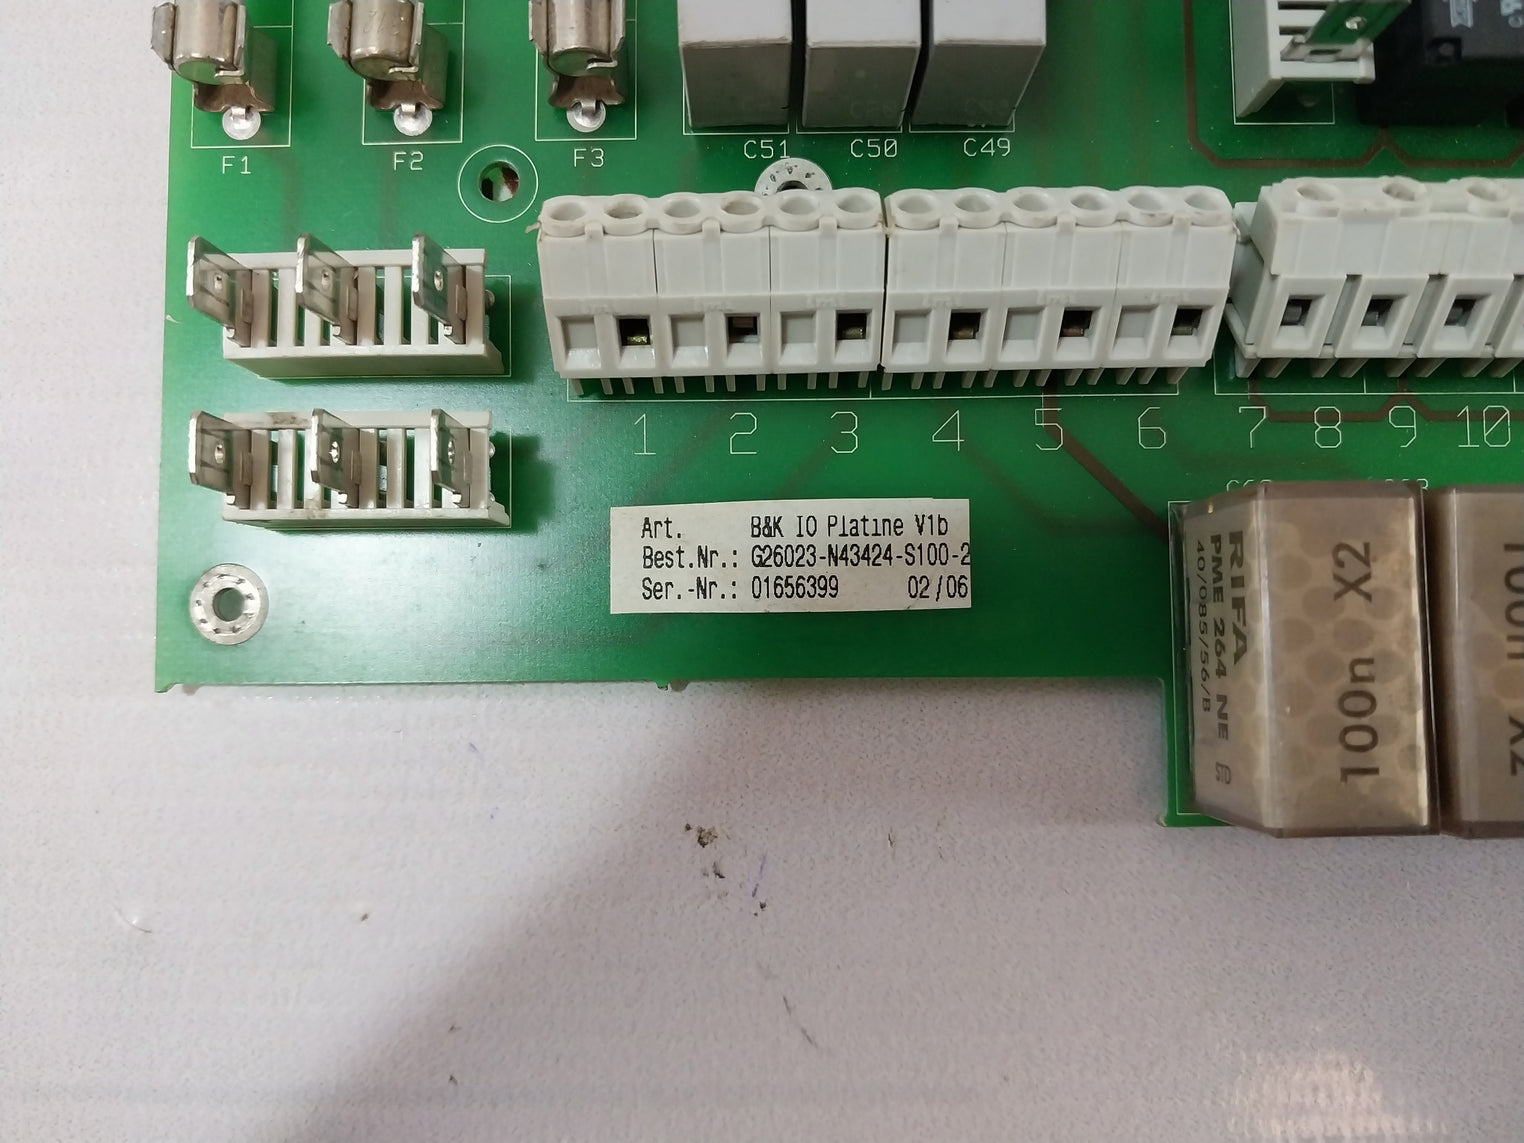 F1
F2
F3
C51
C50
C49
1
2
3
4
5
6
7
8
9
10
Art. B&K IO Platine V1b
Best.Nr.: G26023-N43424-S100-2
Ser.-Nr.: 01656399 02/06
RIFA
PME 264 NE
40/085/56/B
100n X2
100n X2